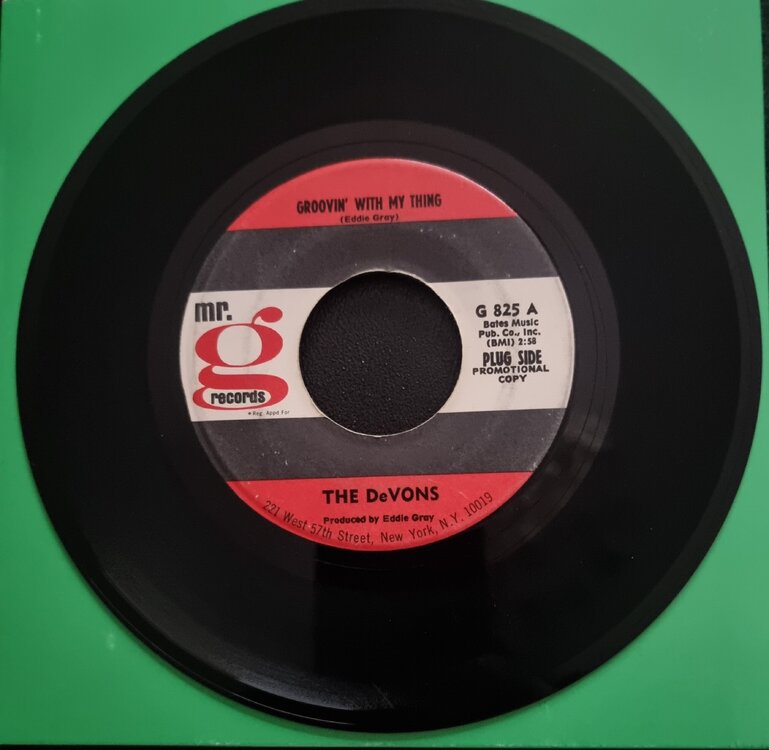 GROOVIN' WITH MY THING
(Eddie Gray)
mr.
g
records
* Reg. Appd For
G 825 A
Bates Music
Pub. Co., Inc.
(BMI) 2:58
PLUG SIDE
PROMOTIONAL
COPY
THE DeVONS
Produced by Eddie Gray
221 West 57th Street, New York, N.Y. 10019